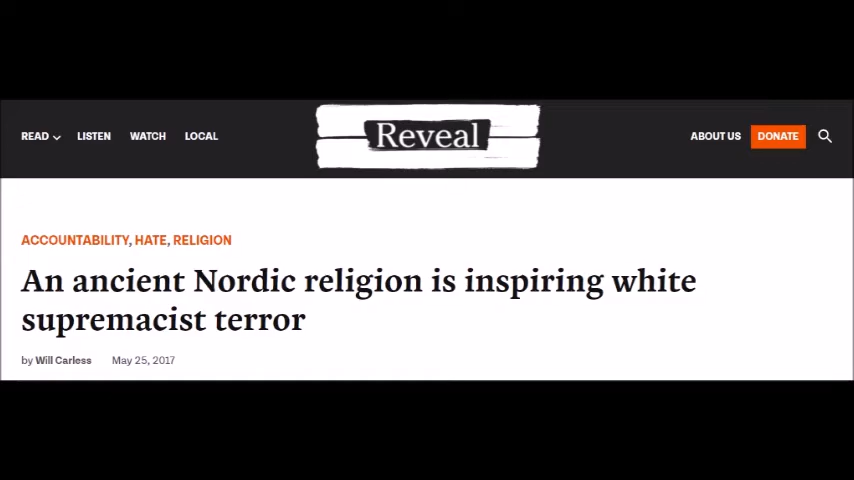 READ LISTEN WATCH LOCAL Reveal ABOUT US DONATE
ACCOUNTABILITY, HATE, RELIGION
An ancient Nordic religion is inspiring white
supremacist terror
by Will Carless May 25, 2017